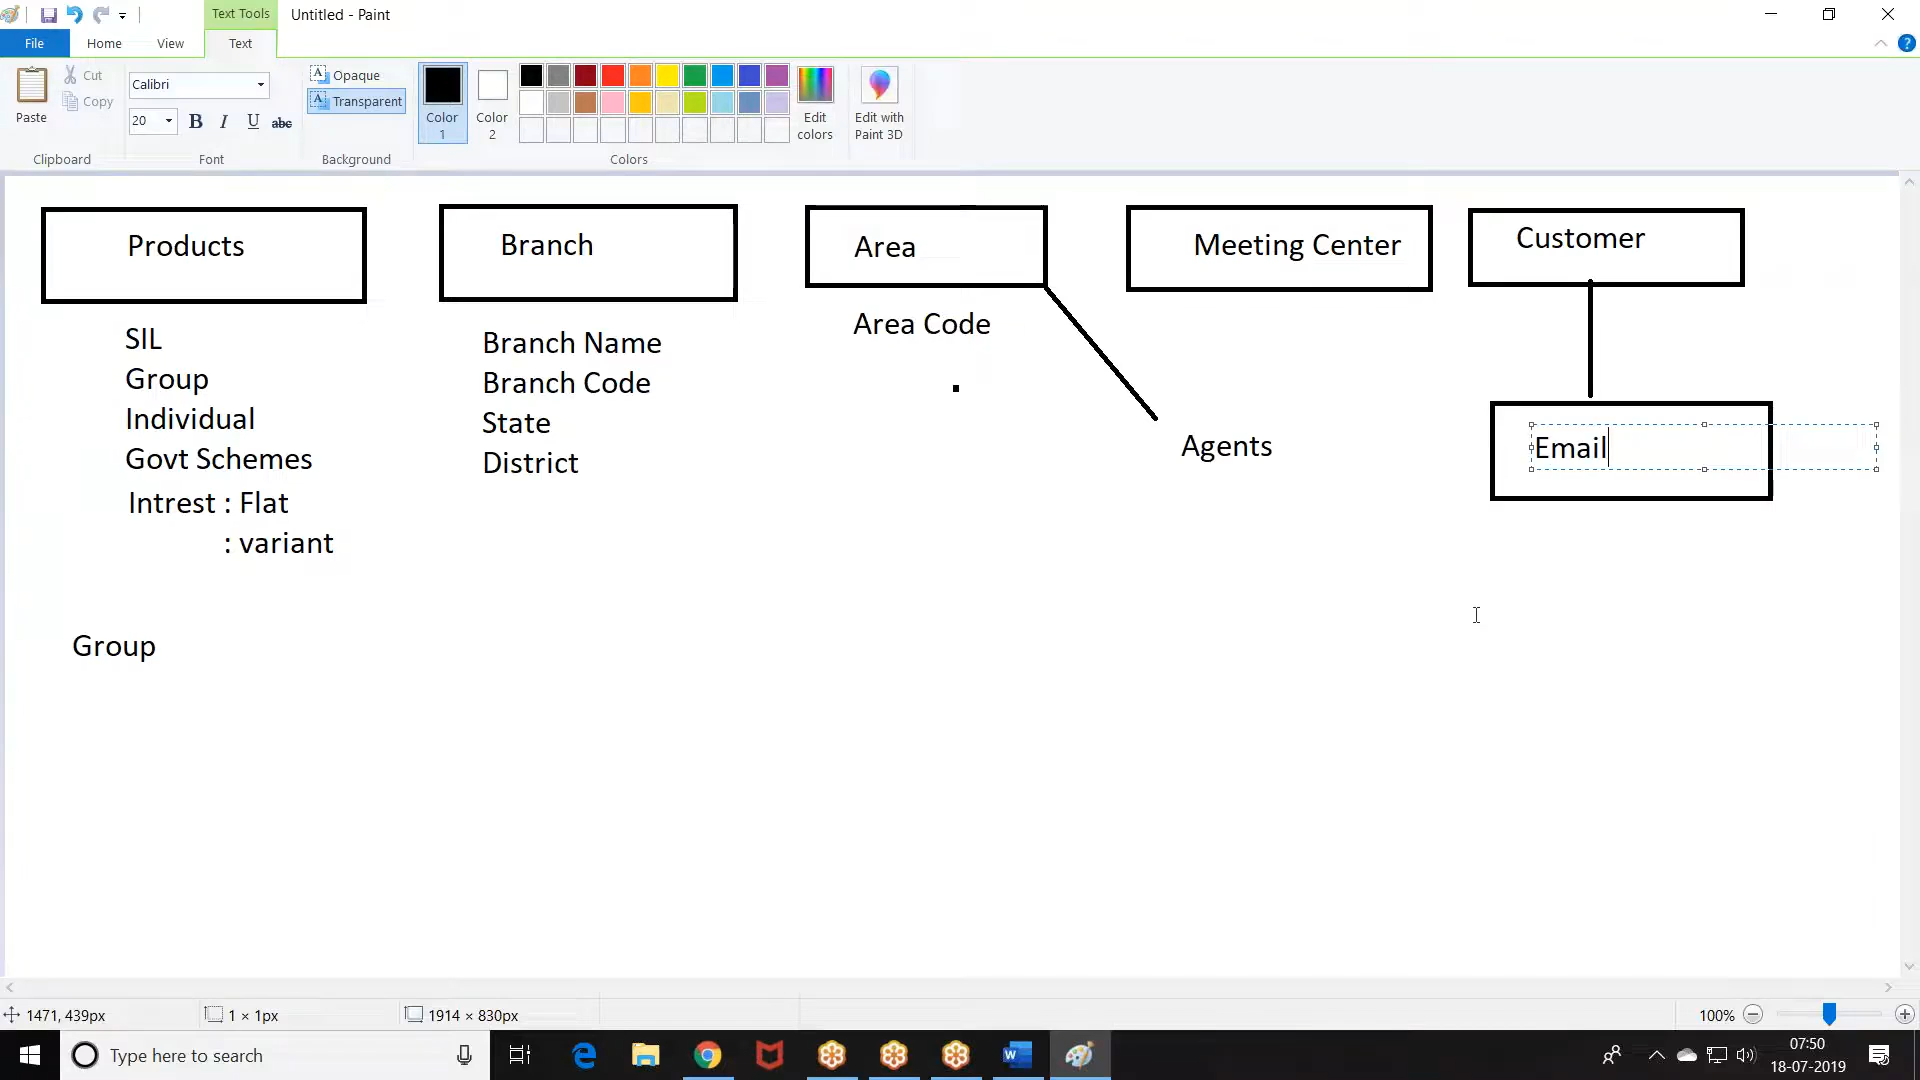 Text Tools
Untitled - Paint
File
Home
View
Text
Paste
Cut
Copy
Clipboard
Calibri
20
B I U abc
Font
Opaque
Transparent
Background
Color 1
Color 2
Edit colors
Colors
Edit with Paint 3D
Products
SIL
Group
Individual
Govt Schemes
Intrest : Flat
: variant
Group
Branch
Branch Name
Branch Code
State
District
Area
Area Code
Agents
Meeting Center
Customer
Email
1471, 439px
1 × 1px
1914 × 830px
100%
Type here to search
07:50
18-07-2019